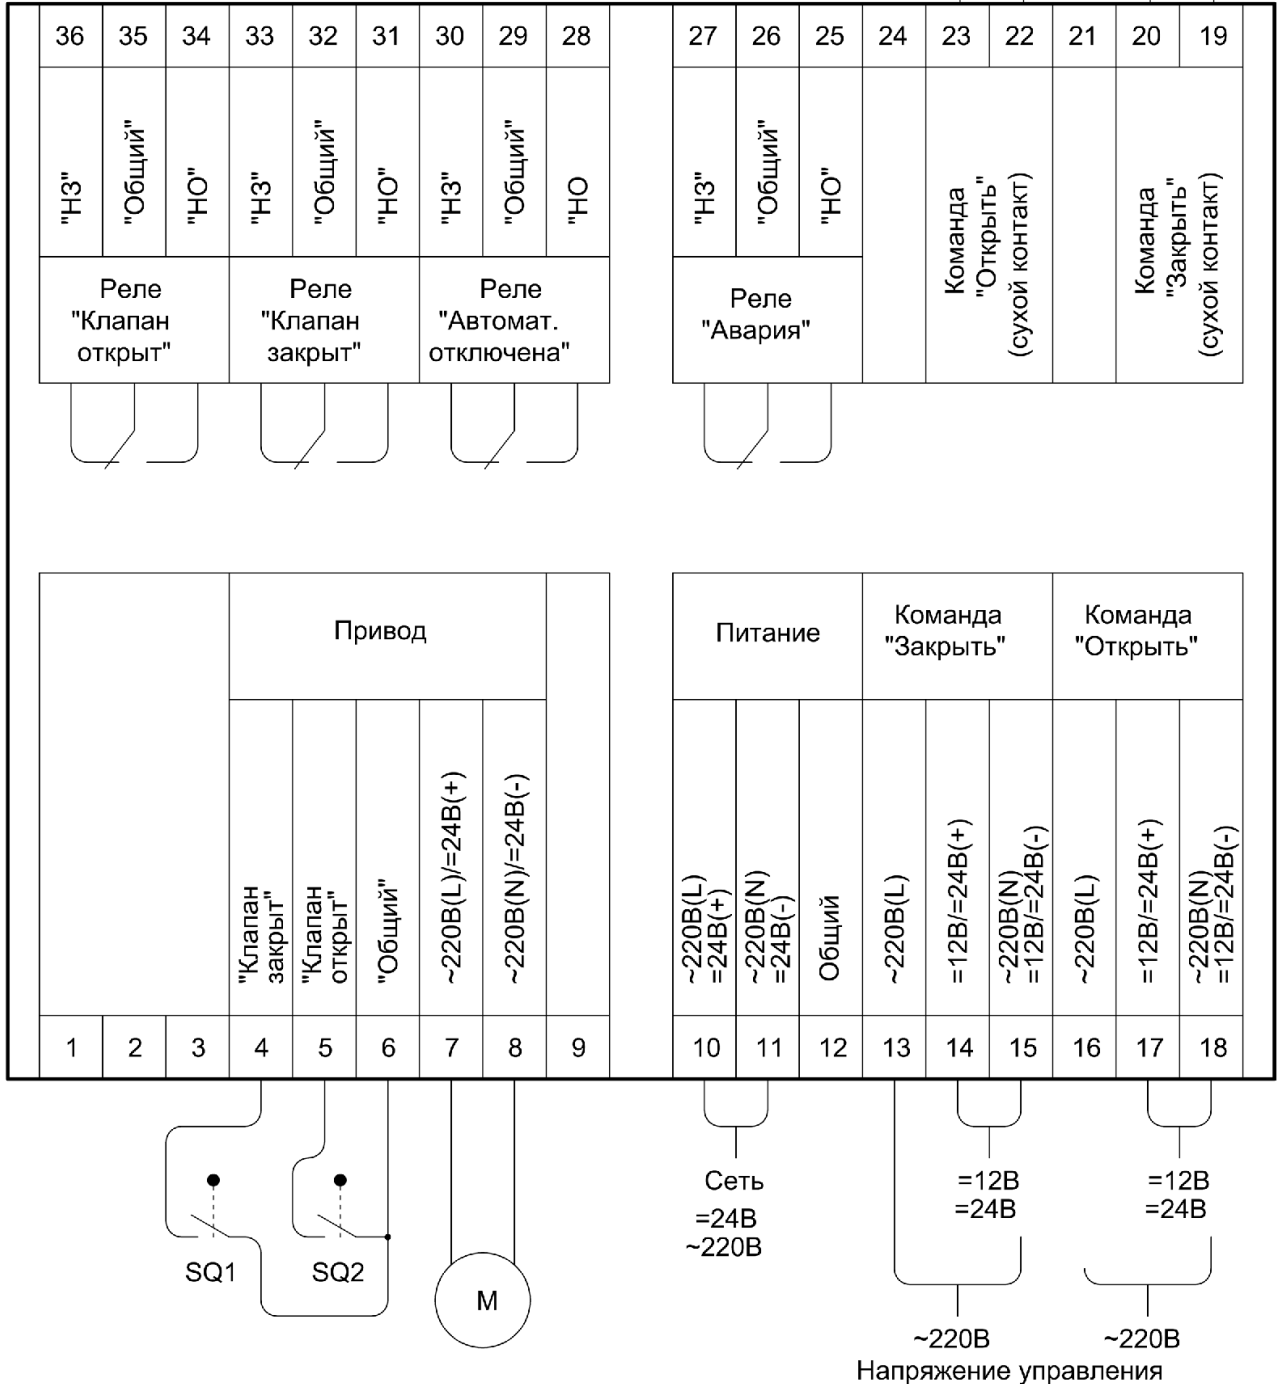 36 35 34 33 32 31 30 29 28 27 26 25 24 23 22 21 20 19
"НЗ"
"Общий"
"НО"
"НЗ"
"Общий"
"НО"
"НЗ"
"Общий"
"НО
"НЗ"
"Общий"
"НО"
Команда
"Открыть"
(сухой контакт)
Команда
"Закрыть"
(сухой контакт)
Реле
"Клапан
открыт"
Реле
"Клапан
закрыт"
Реле
"Автомат.
отключена"
Реле
"Авария"
Привод
Питание
Команда
"Закрыть"
Команда
"Открыть"
"Клапан
закрыт"
"Клапан
открыт"
"Общий"
~220В(L)/=24В(+)
~220В(N)/=24В(-)
~220В(L)
=24В(+)
~220В(N)
=24В(-)
Общий
~220В(L)
=12В/=24В(+)
~220В(N)
=12В/=24В(-)
~220В(L)
=12В/=24В(+)
~220В(N)
=12В/=24В(-)
1 2 3 4 5 6 7 8 9 10 11 12 13 14 15 16 17 18
SQ1
SQ2
М
Сеть
=24В
~220В
=12В
=24В
=12В
=24В
~220В
~220В
Напряжение управления